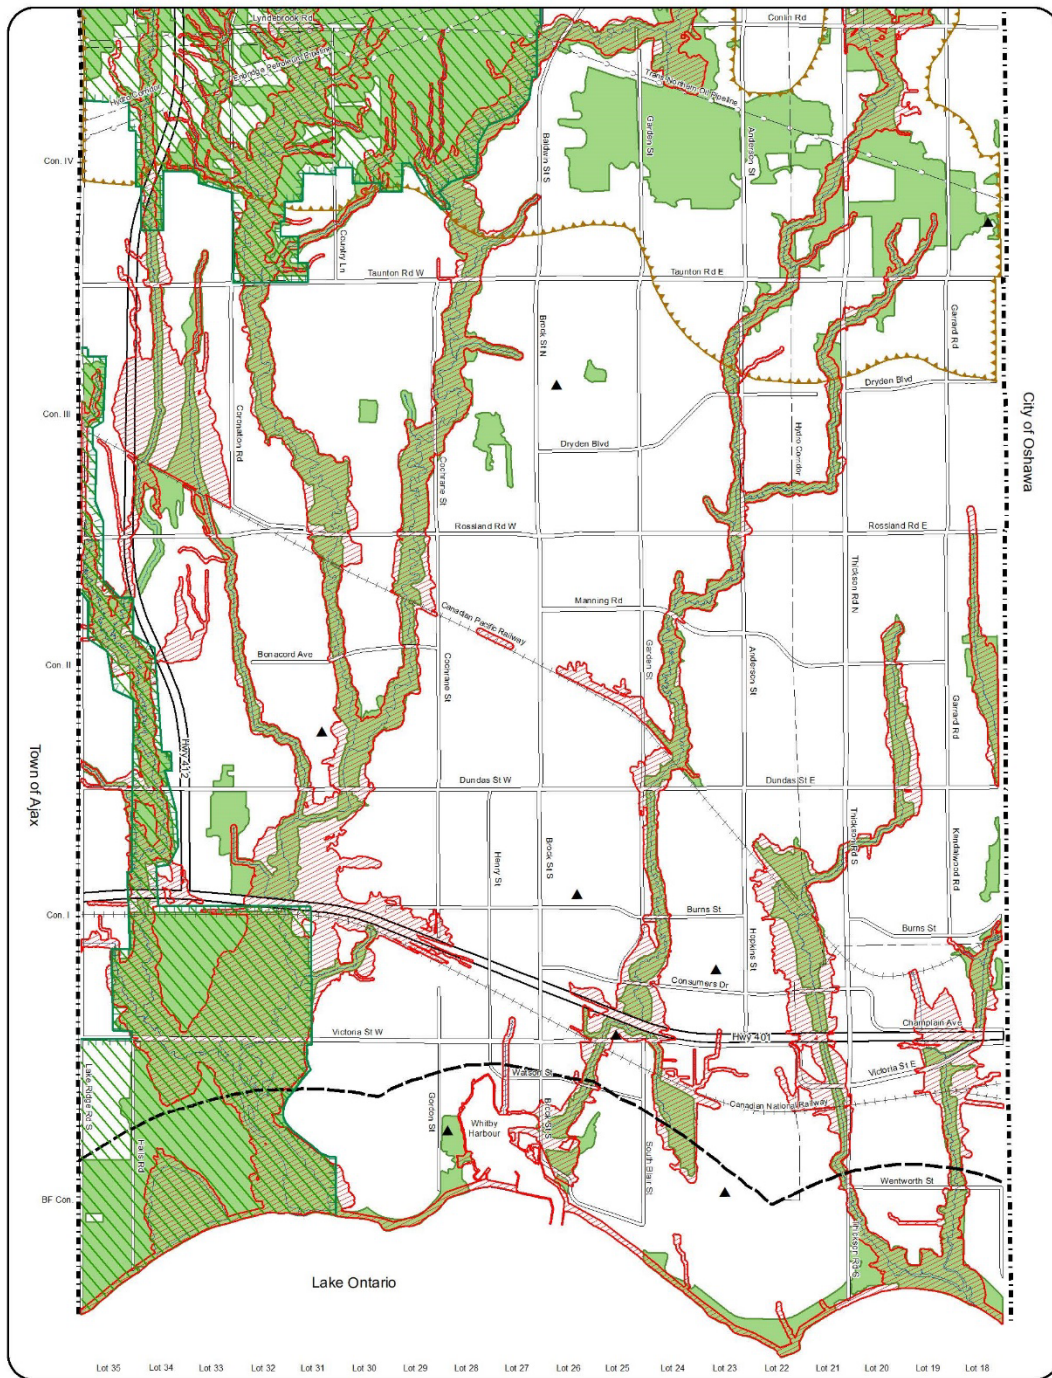 Lyndebrook Rd
Conlin Rd
Enbridge Petroleum Pipeline
Hydro Corridor
Trans-Northern Oil Pipeline
Baldwin St S
Garden St
Anderson St
Con. IV
Country Ln
Taunton Rd W
Taunton Rd E
Brock St N
Garrard Rd
Dryden Blvd
Con. III
Coronation Rd
City of Oshawa
Dryden Blvd
Hydro Corridor
Cochrane St
Rossland Rd W
Rossland Rd E
Thickson Rd N
Manning Rd
Canadian Pacific Railway
Bonacord Ave
Con. II
Cochrane St
Garden St
Anderson St
Garrard Rd
Hwy 412
Town of Ajax
Dundas St W
Dundas St E
Henry St
Brock St S
Thickson Rd S
Kendalwood Rd
Con. I
Burns St
Burns St
Hopkins St
Consumers Dr
Champlain Ave
Victoria St W
Hwy 401
Victoria St E
Watson St
Lake Ridge Rd S
Canadian National Railway
Gordon St
Whitby
Harbour
Brock St S
Halls Rd
South Blair St
BF Con.
Wentworth St
Thickson Rd S
Lake Ontario
Lot 35
Lot 34
Lot 33
Lot 32
Lot 31
Lot 30
Lot 29
Lot 28
Lot 27
Lot 26
Lot 25
Lot 24
Lot 23
Lot 22
Lot 21
Lot 20
Lot 19
Lot 18